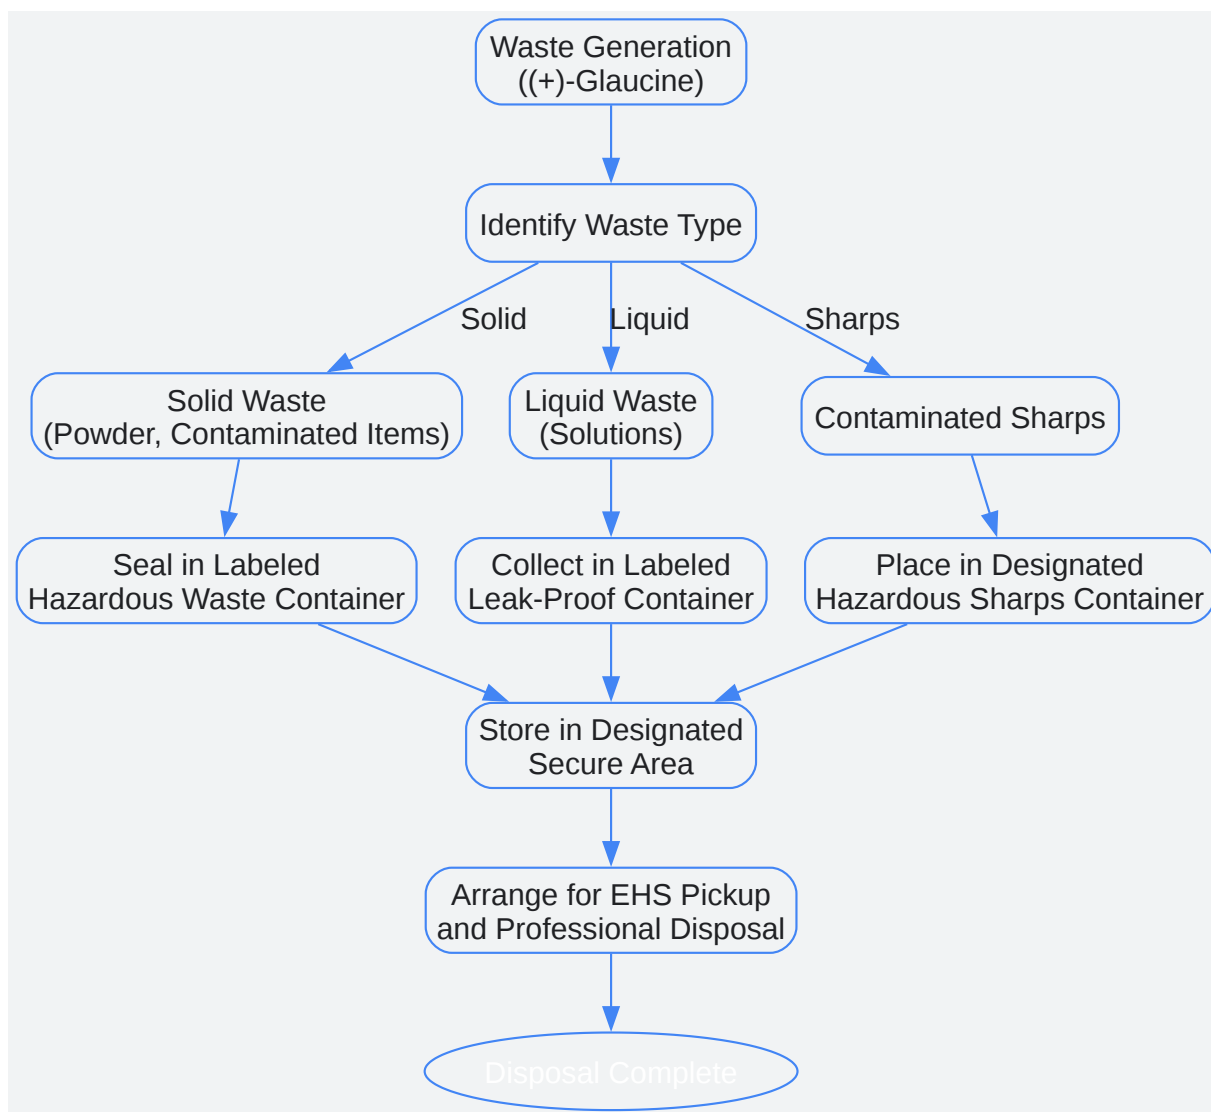 Waste Generation
((+)-Glaucine)
Identify Waste Type
Solid
Liquid
Sharps
Solid Waste
(Powder, Contaminated Items)
Liquid Waste
(Solutions)
Contaminated Sharps
Seal in Labeled
Hazardous Waste Container
Collect in Labeled
Leak-Proof Container
Place in Designated
Hazardous Sharps Container
Store in Designated
Secure Area
Arrange for EHS Pickup
and Professional Disposal
Disposal Complete